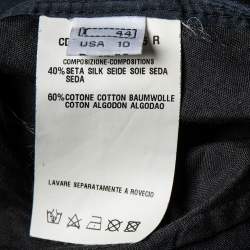 44
USA 10
R
COMPOSIZIONE-COMPOSITIONS
40% SETA SILK SEIDE SOIE SEDA
SEDA
60% COTONE COTTON BAUMWOLLE
COTON ALGODON ALGODAO
LAVARE SEPARATAMENTE A ROVECIO